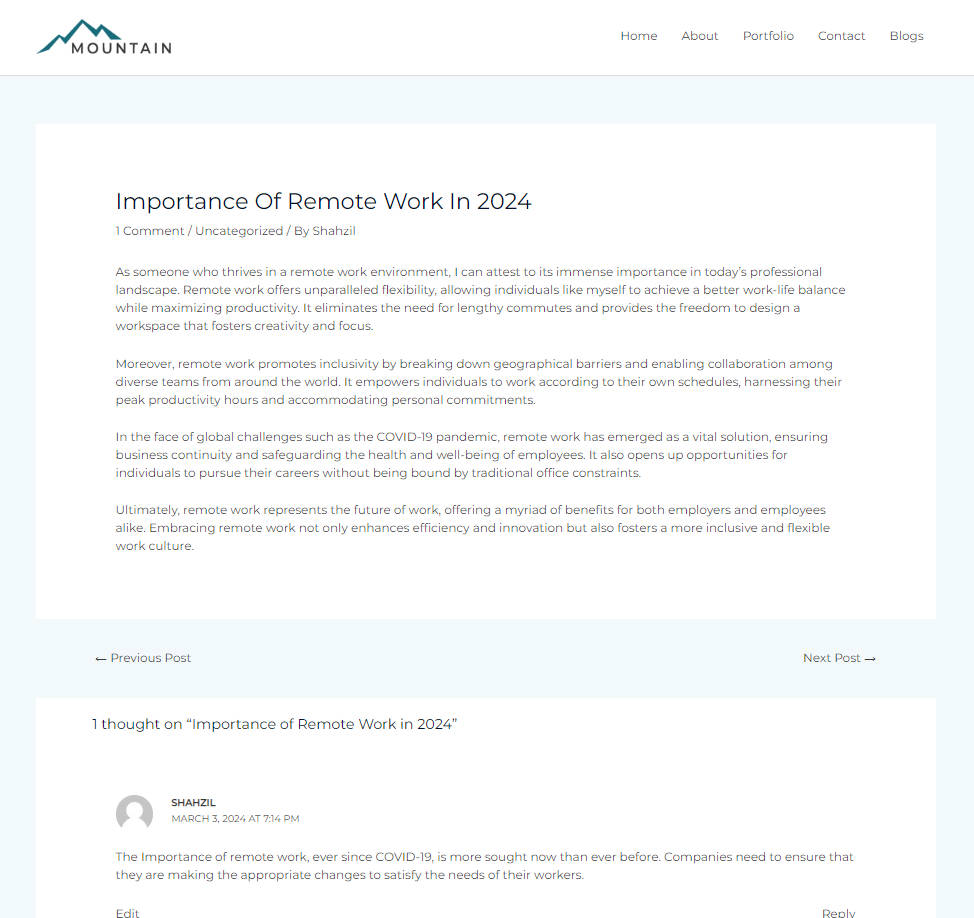 MOUNTAIN
Home About Portfolio Contact Blogs
Importance Of Remote Work In 2024
1 Comment / Uncategorized / By Shahzil
As someone who thrives in a remote work environment, I can attest to its immense importance in today’s professional
landscape. Remote work offers unparalleled flexibility, allowing individuals like myself to achieve a better work-life balance
while maximizing productivity. It eliminates the need for lengthy commutes and provides the freedom to design a
workspace that fosters creativity and focus.
Moreover, remote work promotes inclusivity by breaking down geographical barriers and enabling collaboration among
diverse teams from around the world. It empowers individuals to work according to their own schedules, harnessing their
peak productivity hours and accommodating personal commitments.
In the face of global challenges such as the COVID-19 pandemic, remote work has emerged as a vital solution, ensuring
business continuity and safeguarding the health and well-being of employees. It also opens up opportunities for
individuals to pursue their careers without being bound by traditional office constraints.
Ultimately, remote work represents the future of work, offering a myriad of benefits for both employers and employees
alike. Embracing remote work not only enhances efficiency and innovation but also fosters a more inclusive and flexible
work culture.
← Previous Post Next Post →
1 thought on “Importance of Remote Work in 2024”
SHAHZIL
MARCH 3, 2024 AT 7:14 PM
The Importance of remote work, ever since COVID-19, is more sought now than ever before. Companies need to ensure that
they are making the appropriate changes to satisfy the needs of their workers.
Edit Reply